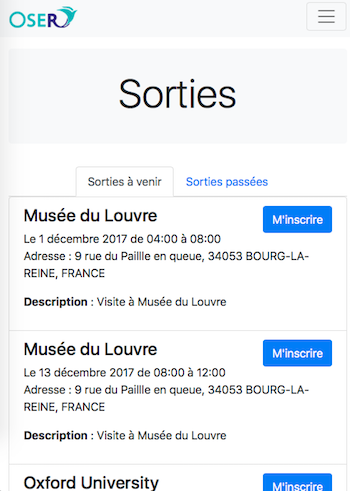 OSER
Sorties
Sorties à venir
Sorties passées
Musée du Louvre
M'inscrire
Le 1 décembre 2017 de 04:00 à 08:00
Adresse : 9 rue du Paillle en queue, 34053 BOURG-LA-
REINE, FRANCE
Description : Visite à Musée du Louvre
Musée du Louvre
M'inscrire
Le 13 décembre 2017 de 08:00 à 12:00
Adresse : 9 rue du Paillle en queue, 34053 BOURG-LA-
REINE, FRANCE
Description : Visite à Musée du Louvre
Oxford University
M'inscrire